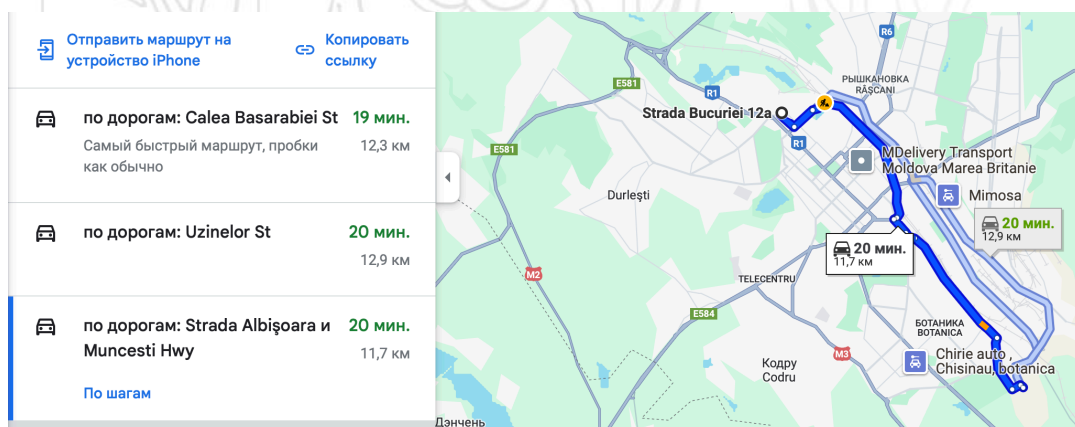 Отправить маршрут на
устройство iPhone
Копировать
ссылку
по дорогам: Calea Basarabiei St 19 мин.
Самый быстрый маршрут, пробки
как обычно
12,3 км
по дорогам: Uzinelor St 20 мин.
12,9 км
по дорогам: Strada Albişoara и
Muncesti Hwy
20 мин.
11,7 км
По шагам
R6
РЫШКАНОВКА
RÂȘCANI
E581
R1
Strada Bucuriei 12a
R1
E581
MDelivery Transport
Moldova Marea Britanie
Durlești
Mimosa
20 мин.
12,9 км
20 мин.
11,7 км
M2
TELECENTRU
E584
БОТАНИКА
BOTANICA
M3
Chirie auto ,
Chisinau, botanica
Кодру
Codru
Дэнчень